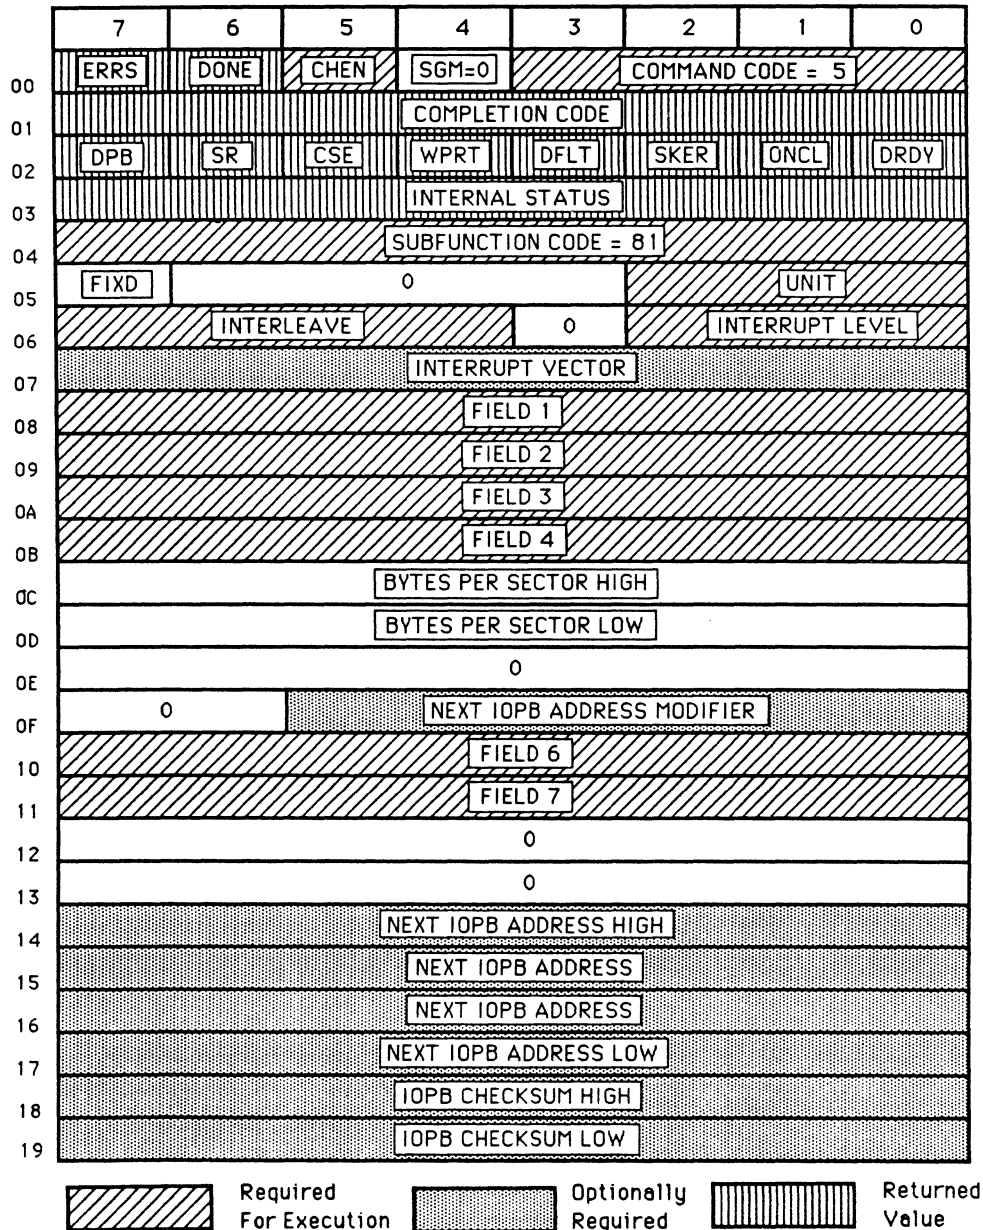 7 6 5 4 3 2 1 0
00 ERRS DONE CHEN SGM=0 COMMAND CODE = 5
01 COMPLETION CODE
02 DPB SR CSE WPRT DFLT SKER ONCL DRDY
03 INTERNAL STATUS
04 SUBFUNCTION CODE = 81
05 FIXD 0 UNIT
06 INTERLEAVE 0 INTERRUPT LEVEL
07 INTERRUPT VECTOR
08 FIELD 1
09 FIELD 2
0A FIELD 3
0B FIELD 4
0C BYTES PER SECTOR HIGH
0D BYTES PER SECTOR LOW
0E 0
0F 0 NEXT IOPB ADDRESS MODIFIER
10 FIELD 6
11 FIELD 7
12 0
13 0
14 NEXT IOPB ADDRESS HIGH
15 NEXT IOPB ADDRESS
16 NEXT IOPB ADDRESS
17 NEXT IOPB ADDRESS LOW
18 IOPB CHECKSUM HIGH
19 IOPB CHECKSUM LOW
Required Optionally Returned
For Execution Required Value